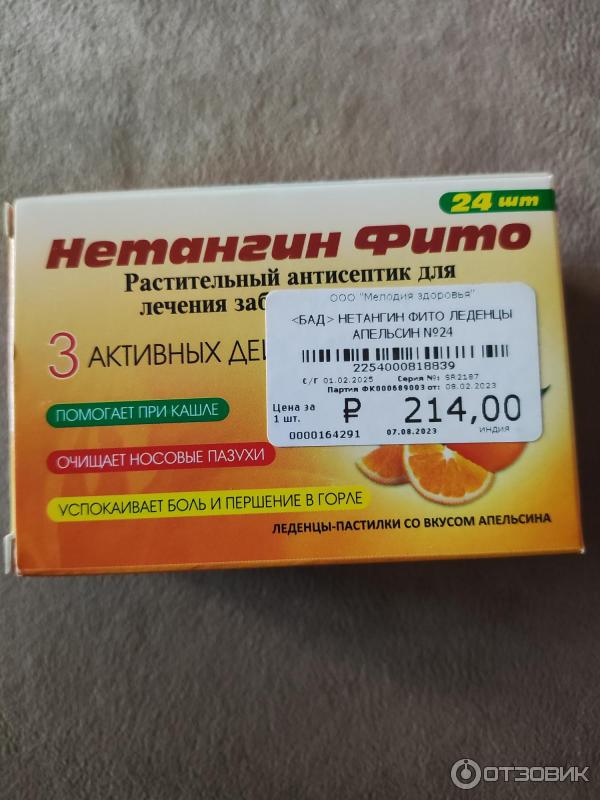 24 шт
Нетангин Фито
Растительный антисептик для
лечения
3 АКТИВНЫХ
ПОМОГАЕТ ПРИ КАШЛЕ
ОЧИЩАЕТ НОСОВЫЕ ПАЗУХИ
УСПОКАИВАЕТ БОЛЬ И ПЕРШЕНИЕ В ГОРЛЕ
ЛЕДЕНЦЫ-ПАСТИЛКИ СО ВКУСОМ АПЕЛЬСИНА
ООО "Мелодия здоровья"
<БАД> НЕТАНГИН ФИТО ЛЕДЕНЦЫ
АПЕЛЬСИН №24
2254000818839
С/Г 01.02.2025 Серия №: SR2187
Партия ФК000689003 от: 08.02.2023
Цена за
1 шт.
₽ 214,00
0000164291 07.08.2023 ИНДИЯ
ОТЗОВИК